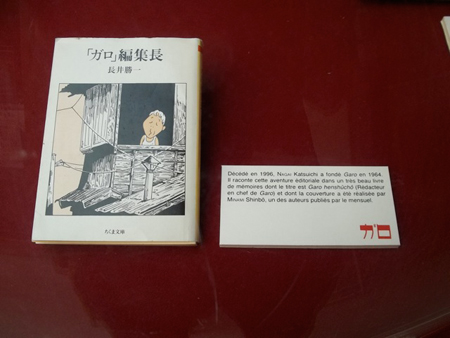 「ガロ」編集長
長井勝一
ちくま文庫
Décédé en 1996, NAGAI Katsuichi a fondé Garo en 1964.
Il raconte cette aventure éditoriale dans un très beau livre
de mémoires dont le titre est Garo henshûchô (Rédacteur
en chef de Garo) et dont la couverture a été réalisée par
MINAMI Shinbô, un des auteurs publiés par le mensuel.
ガロ